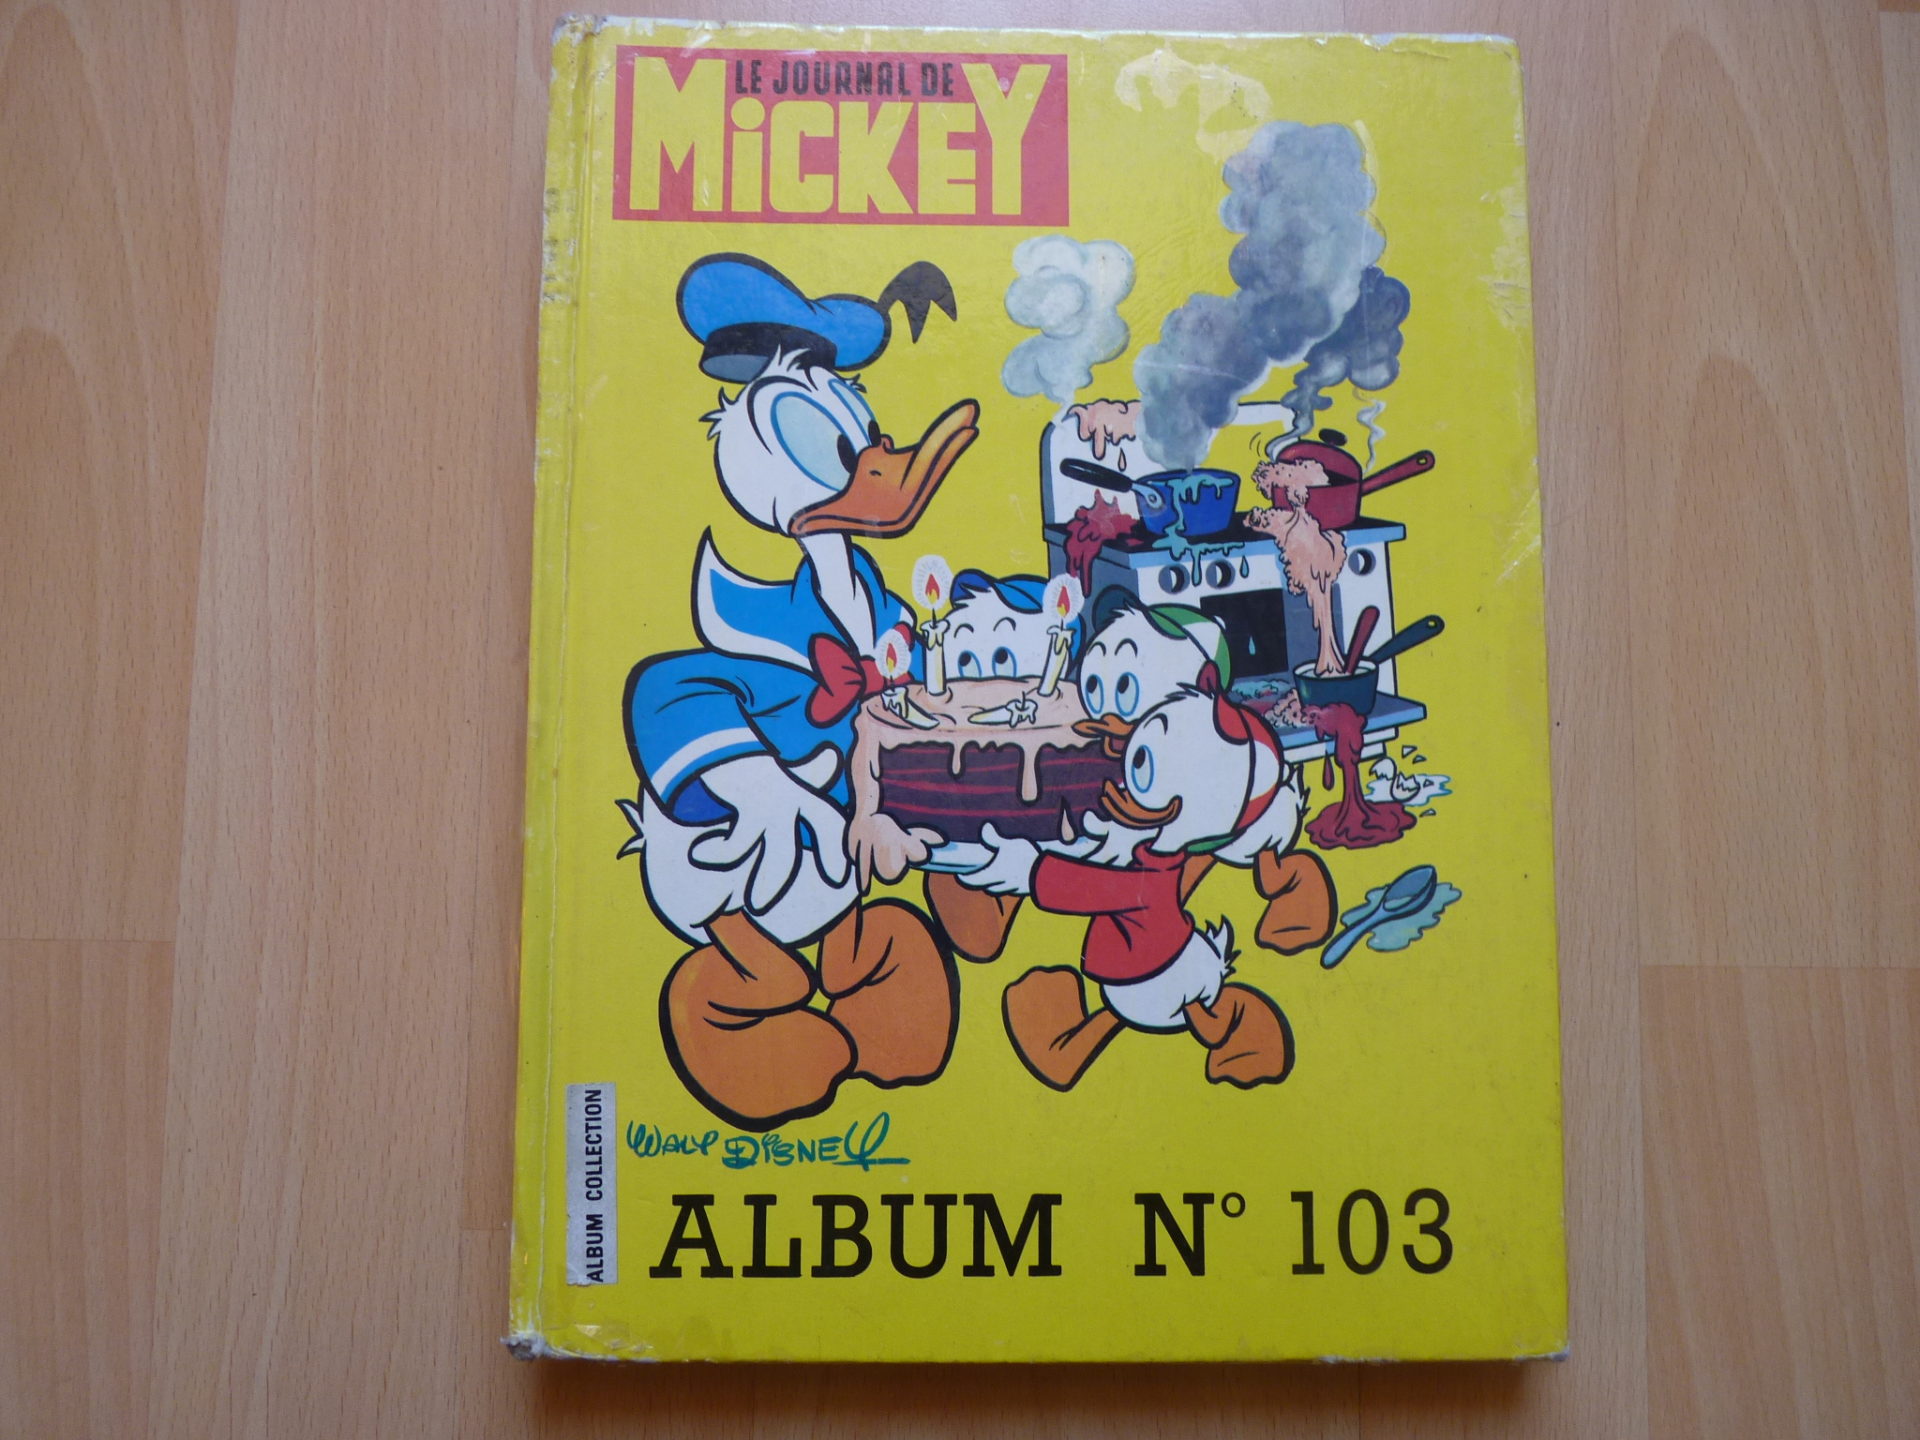 LE JOURNAL DE
MiCKEY
WALT DISNEY
ALBUM COLLECTION
ALBUM N° 103